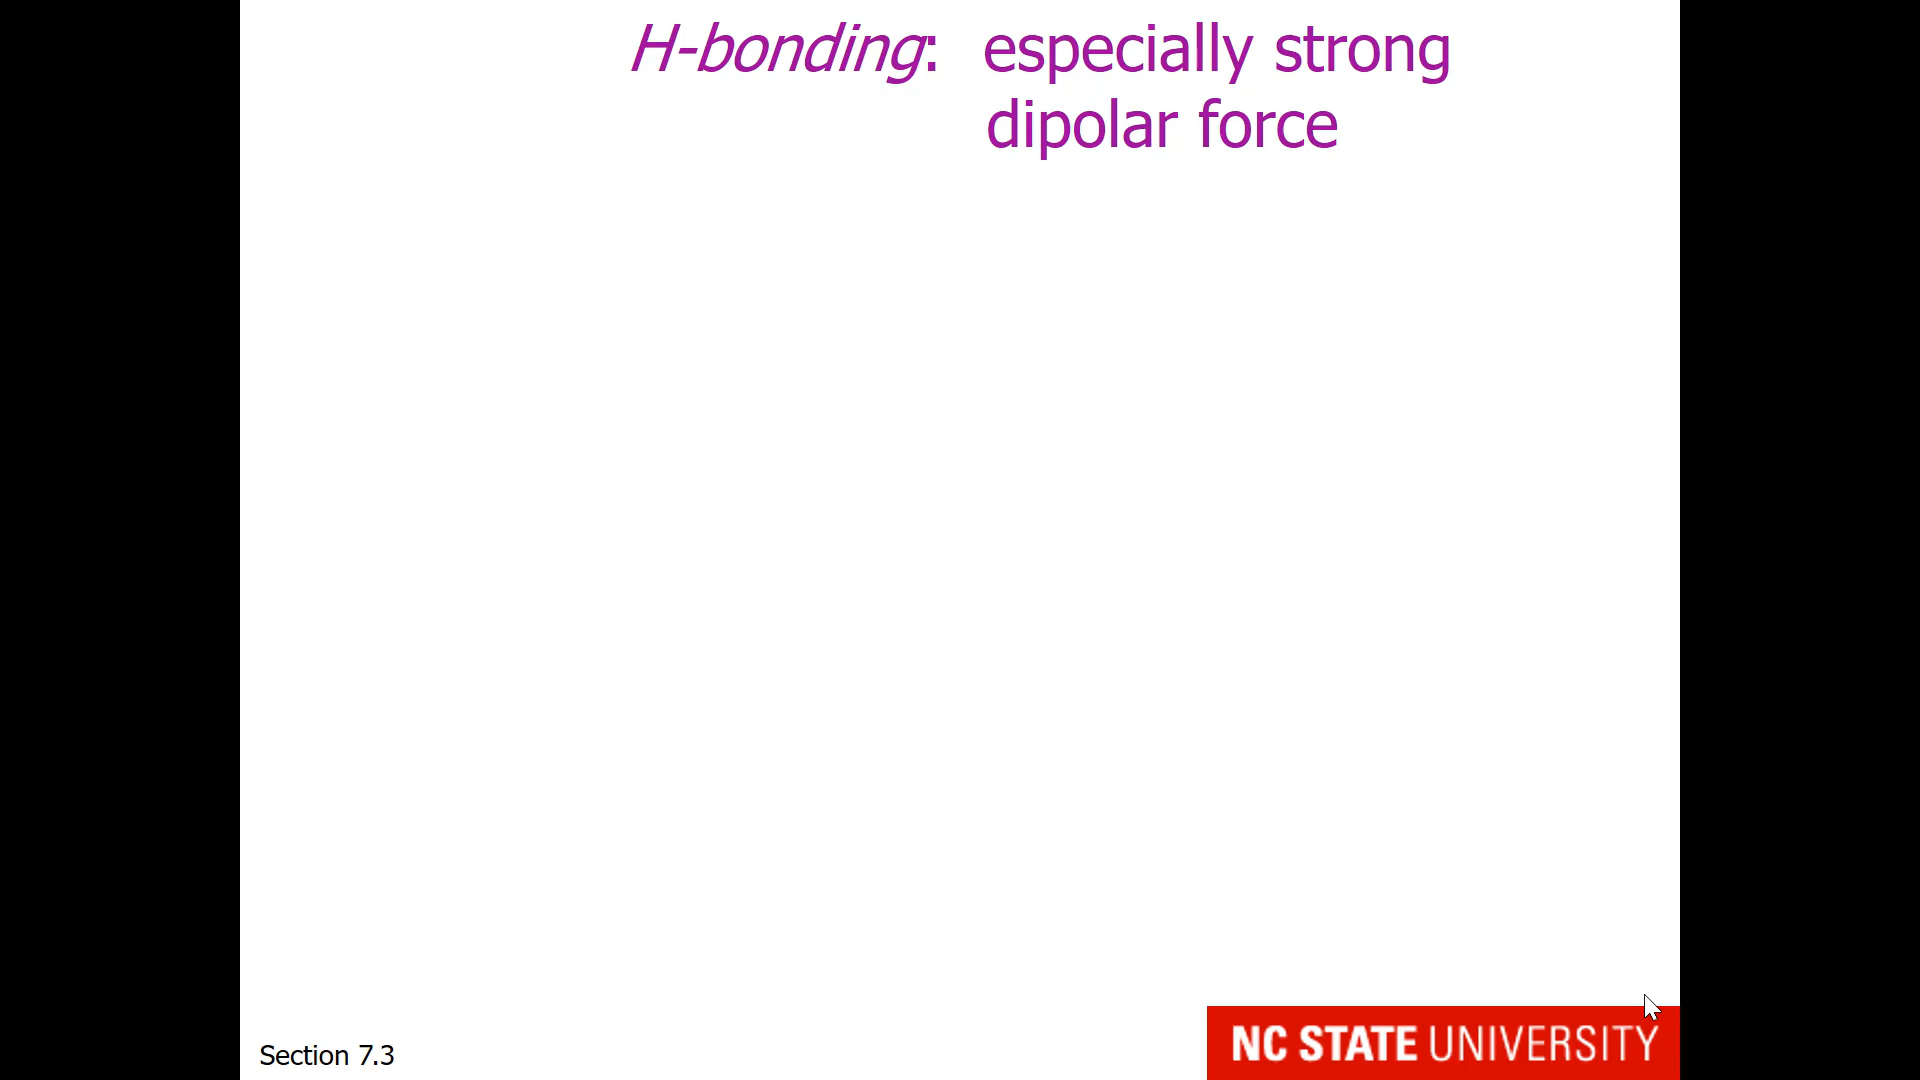 H-bonding: especially strong
dipolar force
Section 7.3
NC STATE UNIVERSITY